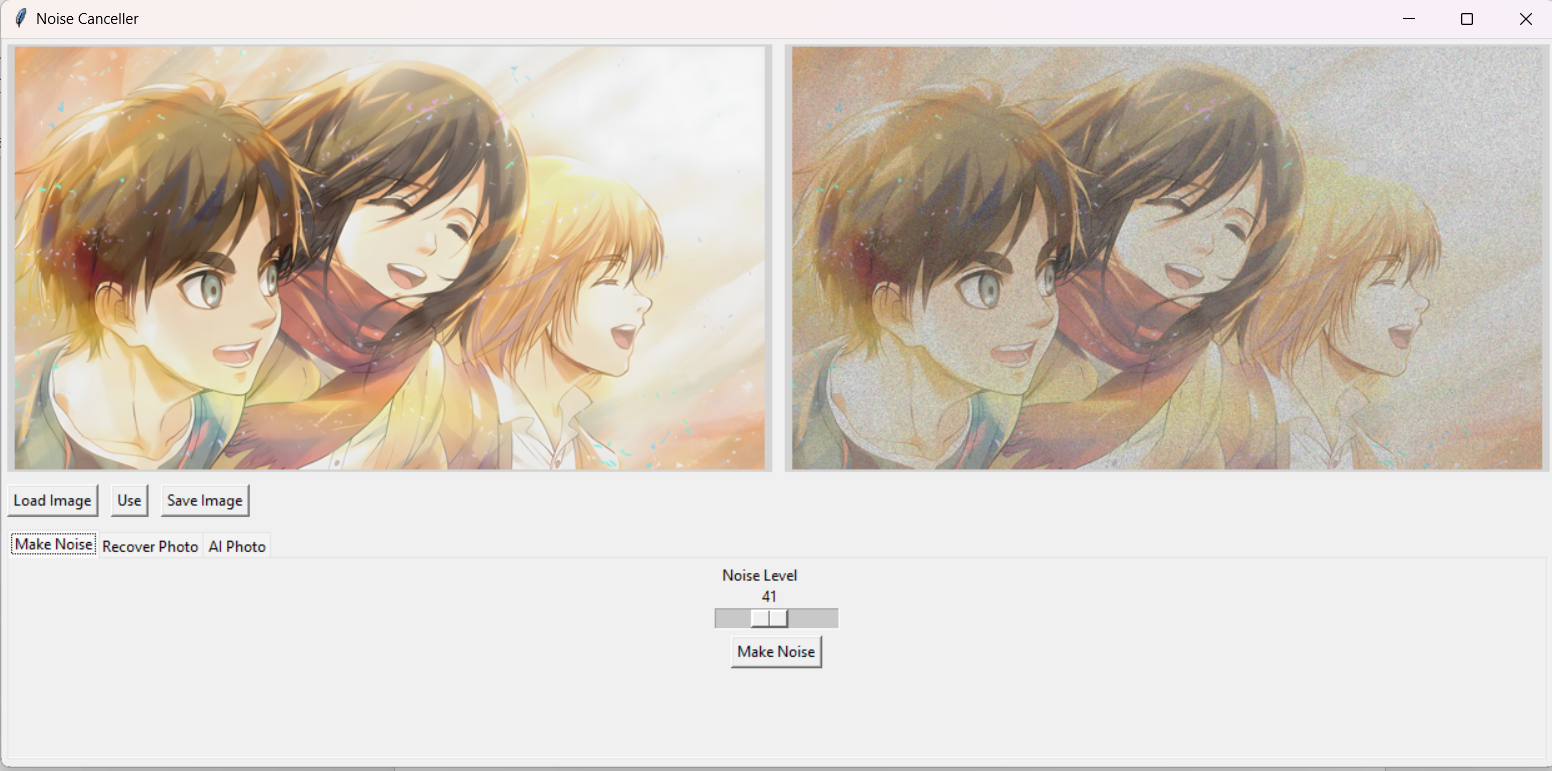 Noise Canceller
Load Image Use Save Image
Make Noise Recover Photo AI Photo
Noise Level
41
Make Noise